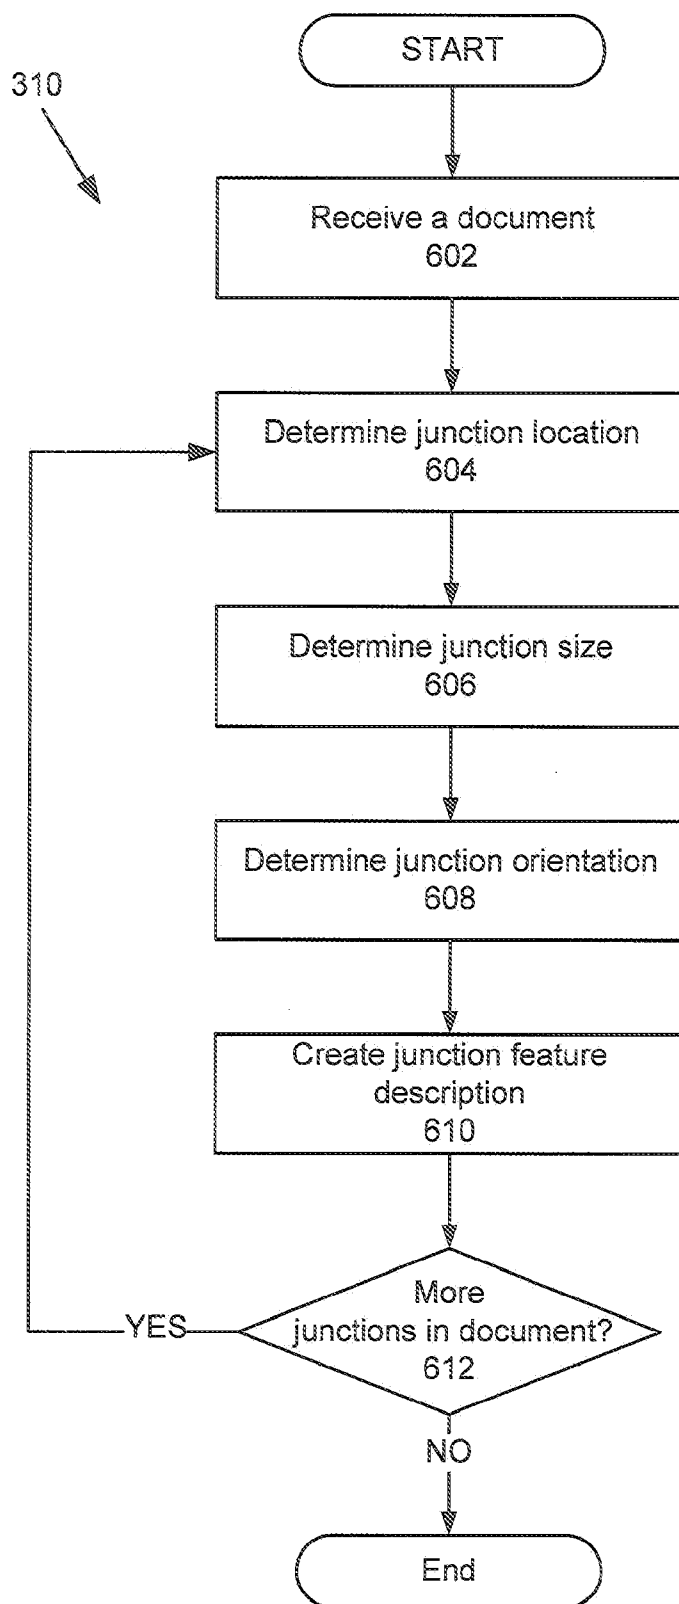 START
310
Receive a document
602
Determine junction location
604
Determine junction size
606
Determine junction orientation
608
Create junction feature
description
610
More
junctions in document?
612
YES
NO
End